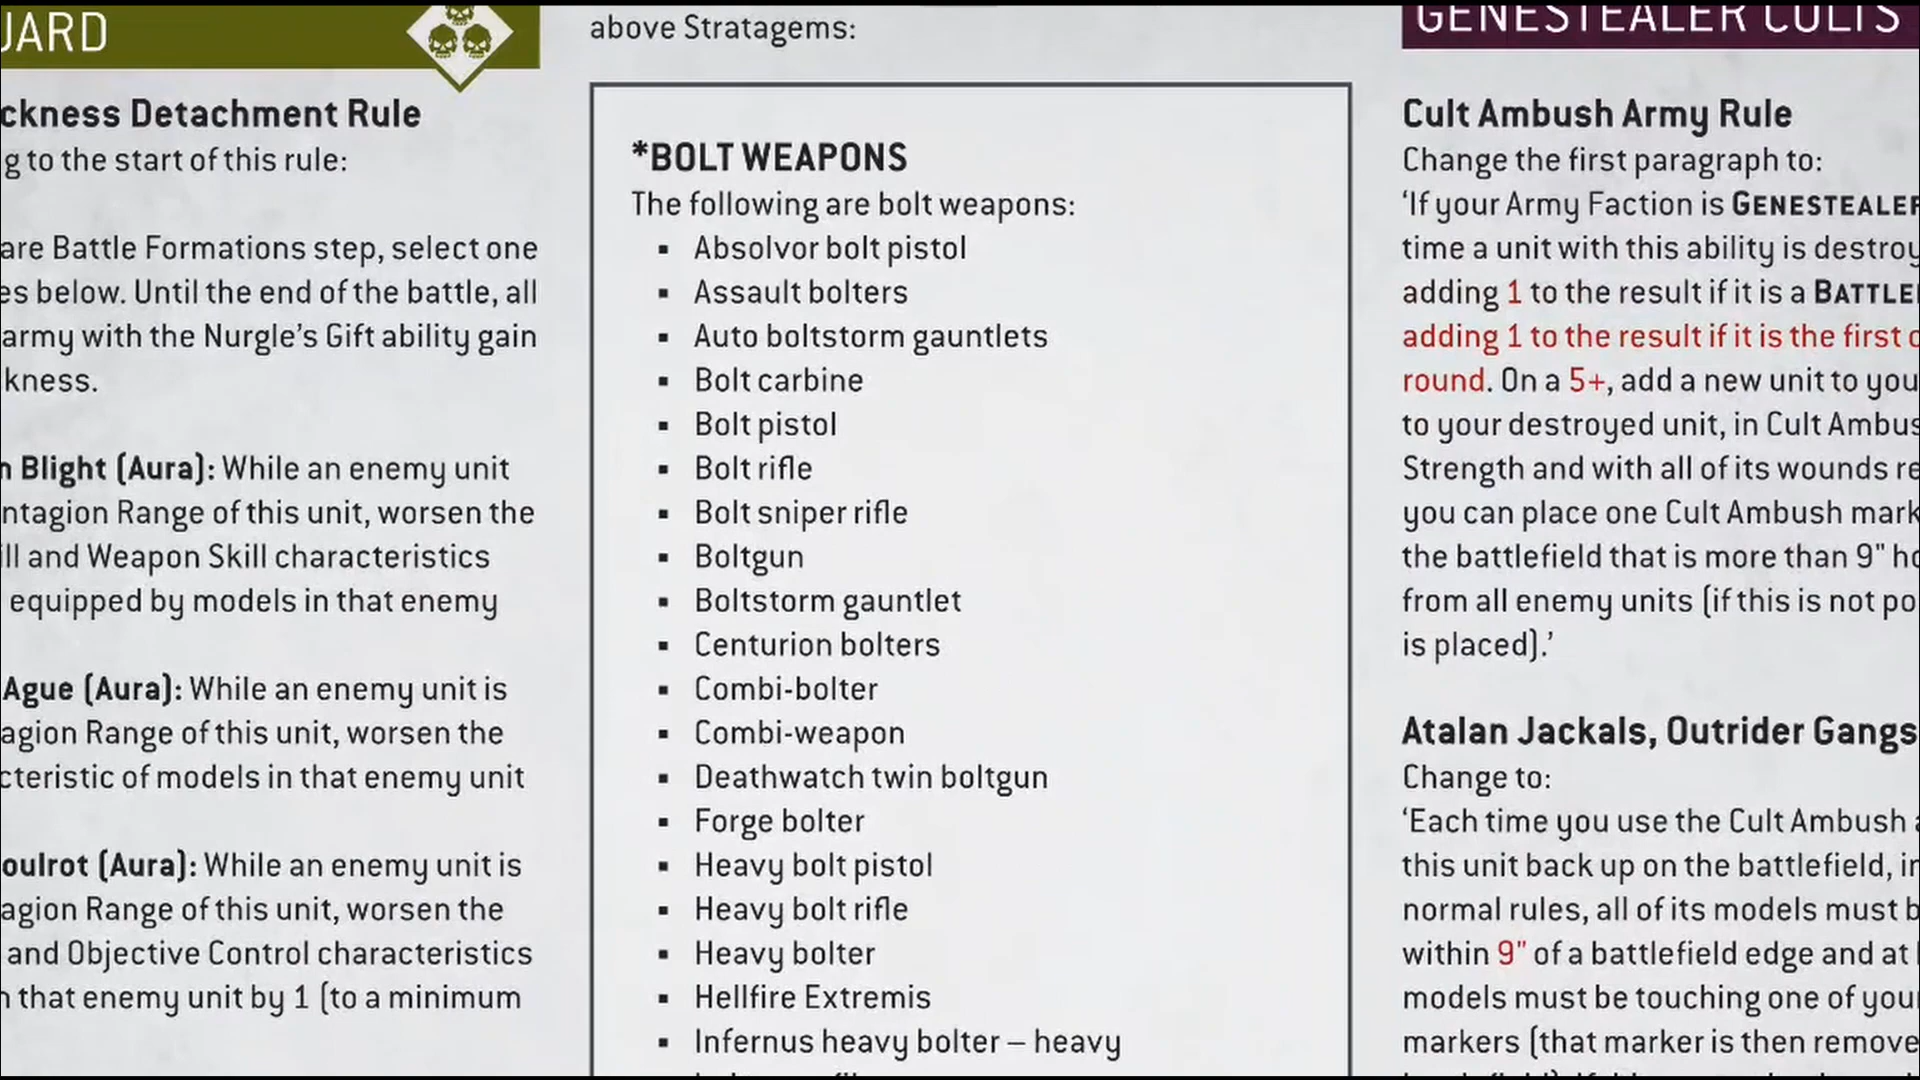 above Stratagems:
GENESTEALER CULTS
Detachment Rule
g to the start of this rule:
are Battle Formations step, select one
es below. Until the end of the battle, all
army with the Nurgle's Gift ability gain
Blight (Aura): While an enemy unit
Range of this unit, worsen the
and Weapon Skill characteristics
equipped by models in that enemy
Ague (Aura): While an enemy unit is
Range of this unit, worsen the
of models in that enemy unit
(Aura): While an enemy unit is
Range of this unit, worsen the
and Objective Control characteristics
that enemy unit by 1 (to a minimum
*BOLT WEAPONS
The following are bolt weapons:
▪ Absolvor bolt pistol
▪ Assault bolters
▪ Auto boltstorm gauntlets
▪ Bolt carbine
▪ Bolt pistol
▪ Bolt rifle
▪ Bolt sniper rifle
▪ Boltgun
▪ Boltstorm gauntlet
▪ Centurion bolters
▪ Combi-bolter
▪ Combi-weapon
▪ Deathwatch twin boltgun
▪ Forge bolter
▪ Heavy bolt pistol
▪ Heavy bolt rifle
▪ Heavy bolter
▪ Hellfire Extremis
▪ Infernus heavy bolter – heavy
Cult Ambush Army Rule
Change the first paragraph to:
'If your Army Faction is GENESTEALER
time a unit with this ability is
adding 1 to the result if it is a
adding 1 to the result if it is the first
round. On a 5+, add a new unit to
to your destroyed unit, in Cult
Strength and with all of its wounds
you can place one Cult Ambush
the battlefield that is more than 9"
from all enemy units (if this is not
is placed).'
Atalan Jackals, Outrider Gangs
Change to:
'Each time you use the Cult Ambush
this unit back up on the battlefield,
normal rules, all of its models must
within 9" of a battlefield edge and at
models must be touching one of
markers (that marker is then